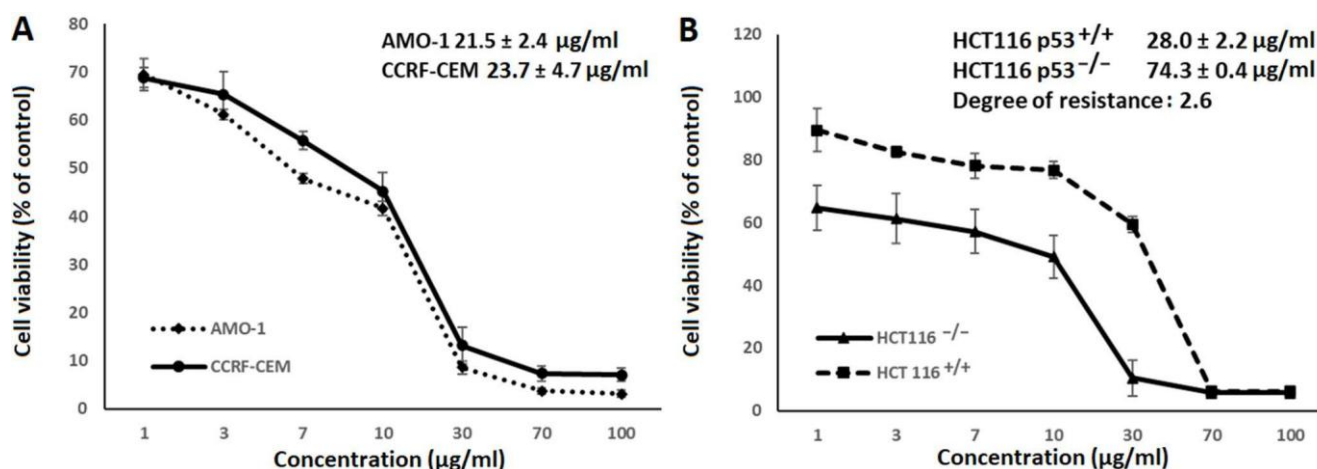 A
AMO-1 21.5 ± 2.4 µg/ml
CCRF-CEM 23.7 ± 4.7 µg/ml
Cell viability (% of control)
80
70
60
50
40
30
20
10
0
AMO-1
CCRF-CEM
1 3 7 10 30 70 100
Concentration (µg/ml)
B
HCT116 p53+/+ 28.0 ± 2.2 µg/ml
HCT116 p53−/− 74.3 ± 0.4 µg/ml
Degree of resistance: 2.6
Cell viability (% of control)
120
100
80
60
40
20
0
HCT116 −/−
HCT 116 +/+
1 3 7 10 30 70 100
Concentration (µg/ml)